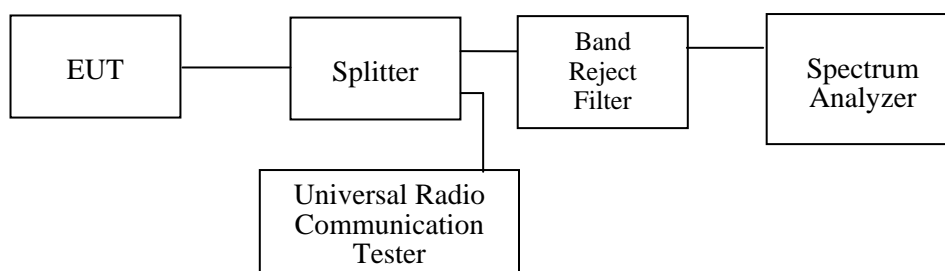 EUT
Splitter
Band
Reject
Filter
Spectrum
Analyzer
Universal Radio
Communication
Tester